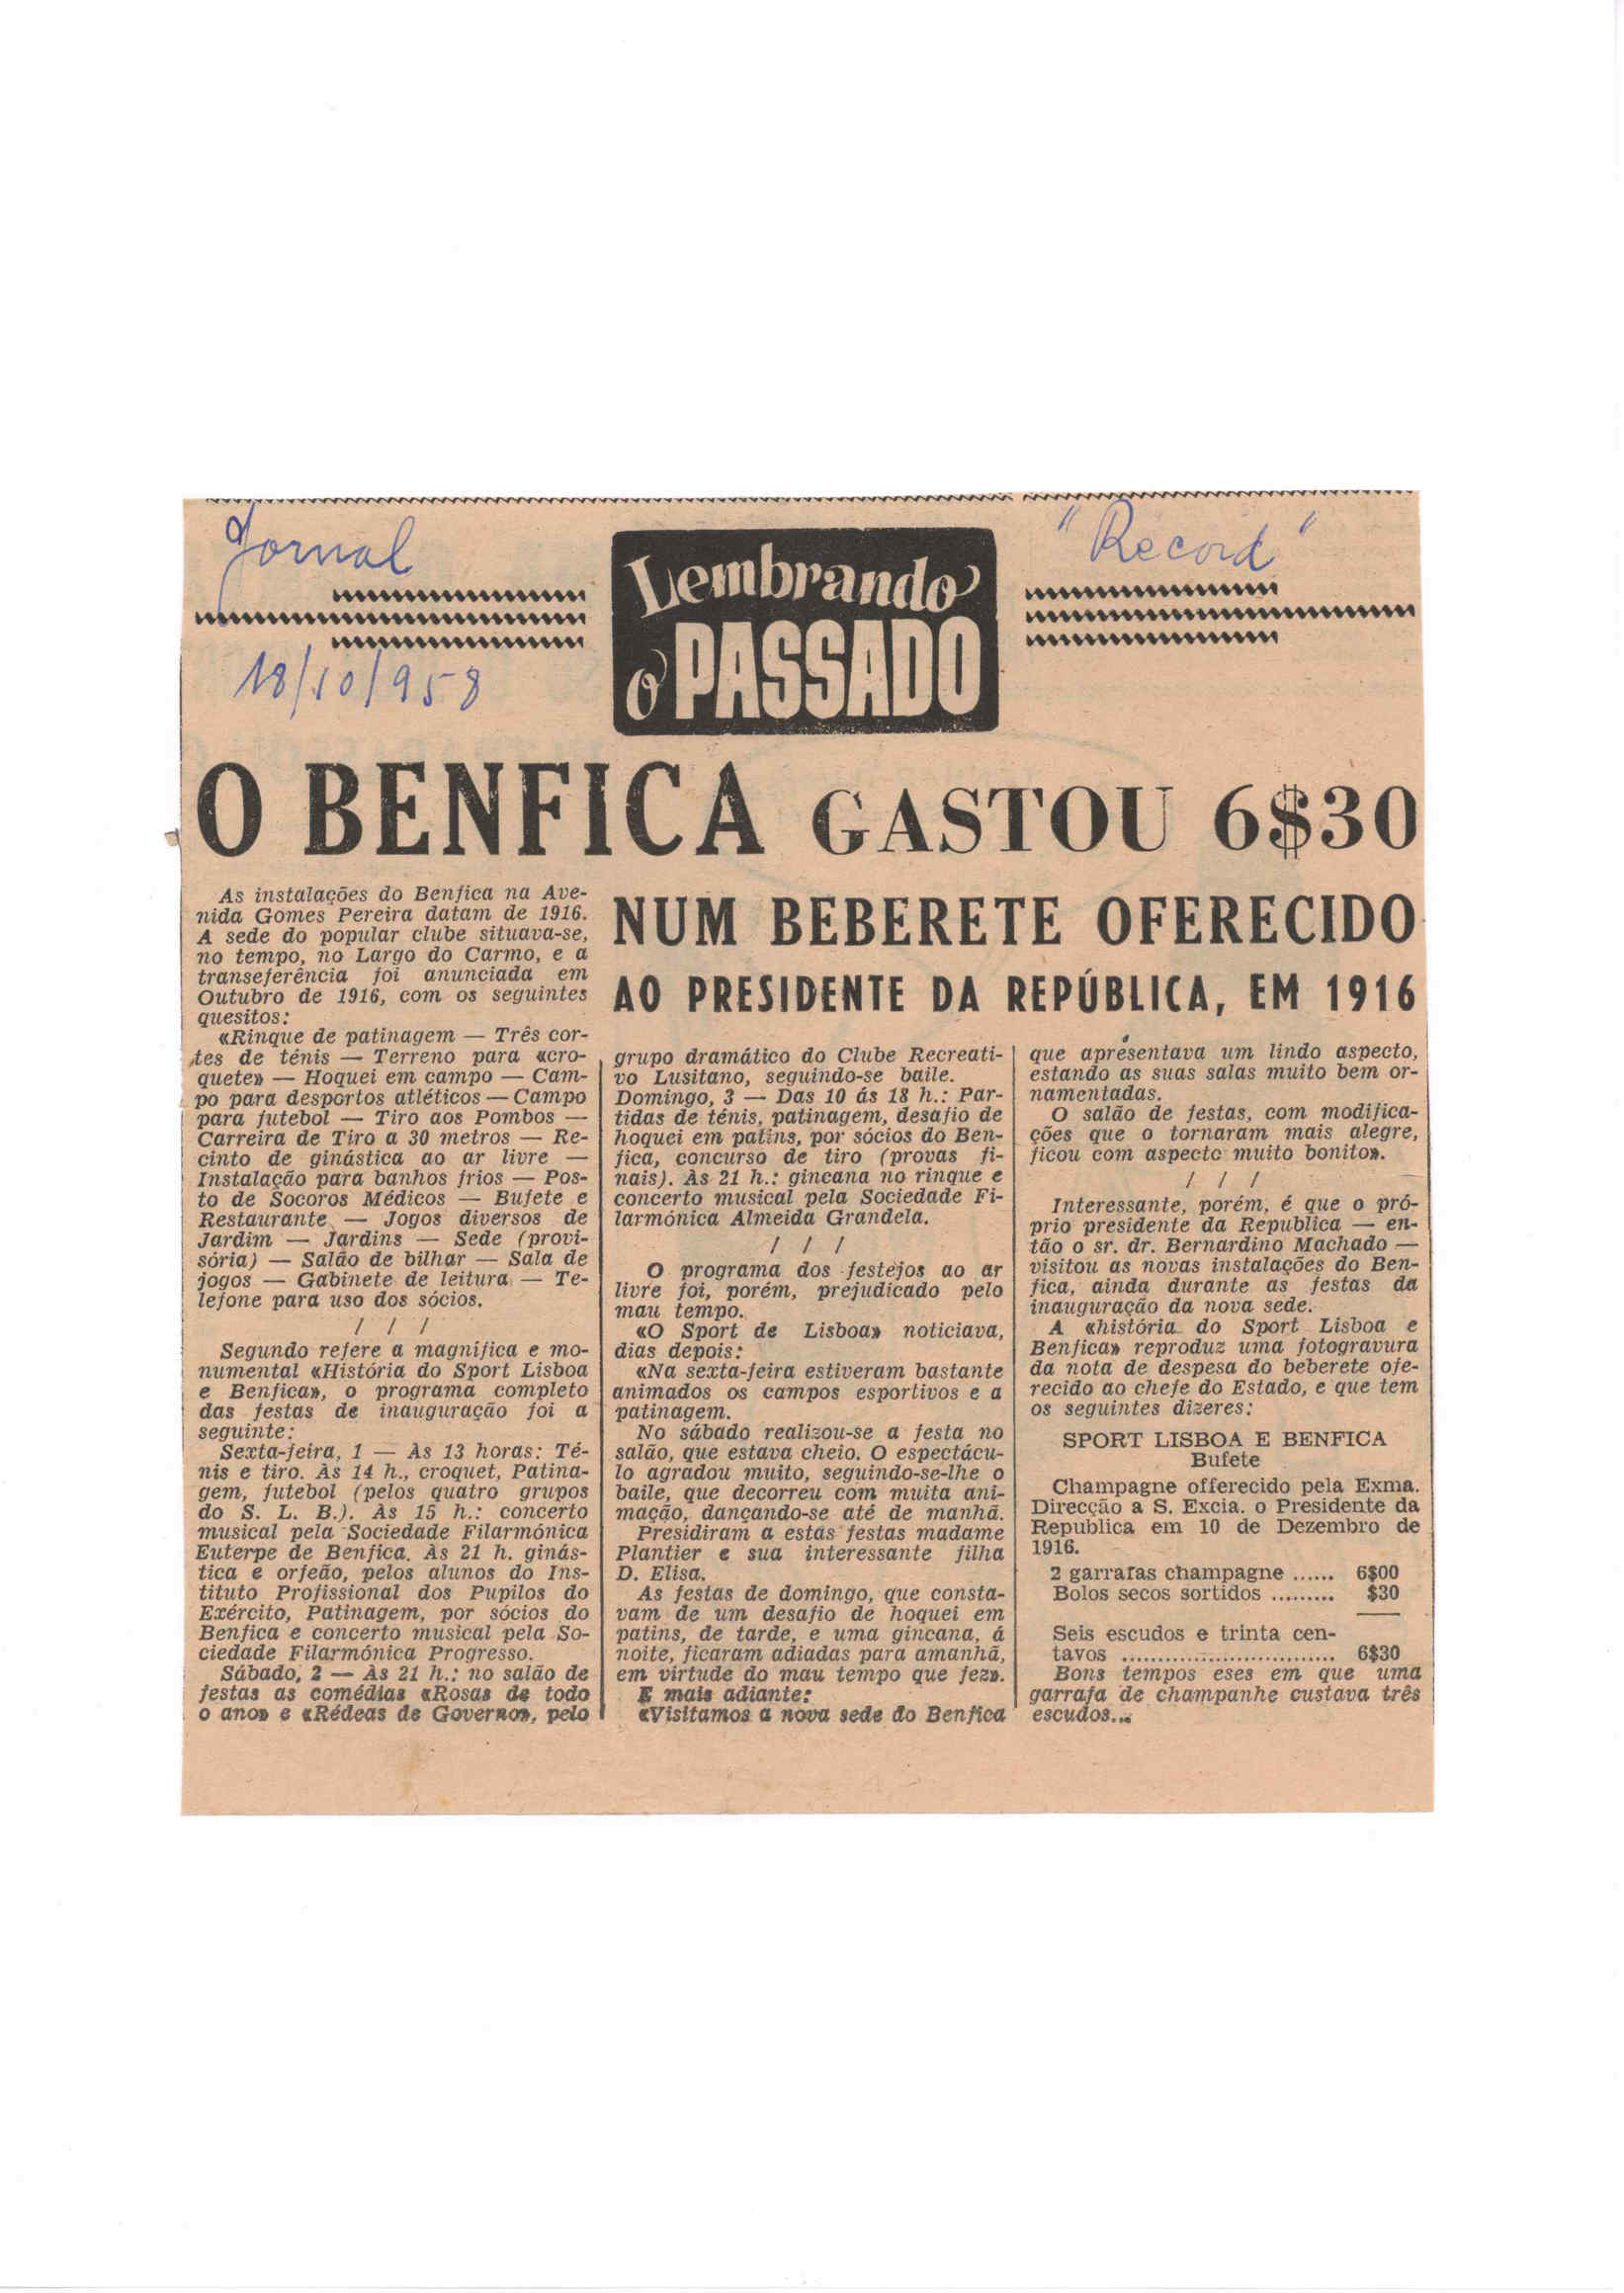 Jornal
"Record"
18/10/958
Lembrando
o PASSADO
O BENFICA GASTOU 6$30
NUM BEBERETE OFERECIDO
AO PRESIDENTE DA REPÚBLICA, EM 1916
As instalações do Benfica na Ave-
nida Gomes Pereira datam de 1916.
A sede do popular clube situava-se,
no tempo, no Largo do Carmo, e a
transeferência foi anunciada em
Outubro de 1916, com os seguintes
quesitos:
«Rinque de patinagem — Três cor-
tes de ténis — Terreno para «cro-
quete» — Hoquei em campo — Cam-
po para desportos atléticos — Campo
para futebol — Tiro aos Pombos —
Carreira de Tiro a 30 metros — Re-
cinto de ginástica ao ar livre —
Instalação para banhos frios — Pos-
to de Socoros Médicos — Bufete e
Restaurante — Jogos diversos de
Jardim — Jardins — Sede (provi-
sória) — Salão de bilhar — Sala de
jogos — Gabinete de leitura — Te-
lefone para uso dos sócios.
/ / /
Segundo refere a magnífica e mo-
numental «História do Sport Lisboa
e Benfica», o programa completo
das festas de inauguração foi a
seguinte:
Sexta-feira, 1 — Às 13 horas: Té-
nis e tiro. Às 14 h., croquet, Patina-
gem, futebol (pelos quatro grupos
do S. L. B.). Às 15 h.: concerto
musical pela Sociedade Filarmónica
Euterpe de Benfica. Às 21 h. ginás-
tica e orfeão, pelos alunos do Ins-
tituto Profissional dos Pupilos do
Exército, Patinagem, por sócios do
Benfica e concerto musical pela So-
ciedade Filarmónica Progresso.
Sábado, 2 — Às 21 h.: no salão de
festas as comédias «Rosas de todo
o ano» e «Rédeas de Governo», pelo
grupo dramático do Clube Recreati-
vo Lusitano, seguindo-se baile.
Domingo, 3 — Das 10 ás 18 h.: Par-
tidas de ténis, patinagem, desafio de
hoquei em patins, por sócios do Ben-
fica, concurso de tiro (provas fi-
nais). Às 21 h.: gincana no rinque e
concerto musical pela Sociedade Fi-
larmónica Almeida Grandela.
/ / /
O programa dos festejos ao ar
livre foi, porém, prejudicado pelo
mau tempo.
«O Sport de Lisboa» noticiava,
dias depois:
«Na sexta-feira estiveram bastante
animados os campos esportivos e a
patinagem.
No sábado realizou-se a festa no
salão, que estava cheio. O espectácu-
lo agradou muito, seguindo-se-lhe o
baile, que decorreu com muita ani-
mação, dançando-se até de manhã.
Presidiram a estas festas madame
Plantier e sua interessante filha
D. Elisa.
As festas de domingo, que consta-
vam de um desafio de hoquei em
patins, de tarde, e uma gincana, á
noite, ficaram adiadas para amanhã,
em virtude do mau tempo que fez».
E mais adiante:
«Visitamos a nova sede do Benfica
que apresentava um lindo aspecto,
estando as suas salas muito bem or-
namentadas.
O salão de festas, com modifica-
ções que o tornaram mais alegre,
ficou com aspecto muito bonito».
/ / /
Interessante, porém, é que o pró-
prio presidente da Republica — en-
tão o sr. dr. Bernardino Machado —
visitou as novas instalações do Ben-
fica, ainda durante as festas da
inauguração da nova sede.
A «história do Sport Lisboa e
Benfica» reproduz uma fotogravura
da nota de despesa do beberete ofe-
recido ao chefe do Estado, e que tem
os seguintes dizeres:
SPORT LISBOA E BENFICA
Bufete
Champagne offerecido pela Exma.
Direcção a S. Excia. o Presidente da
Republica em 10 de Dezembro de
1916.
2 garrafas champagne ...... 6$00
Bolos secos sortidos ......... $30
Seis escudos e trinta cen-
tavos ............................. 6$30
Bons tempos eses em que uma
garrafa de champanhe custava três
escudos...